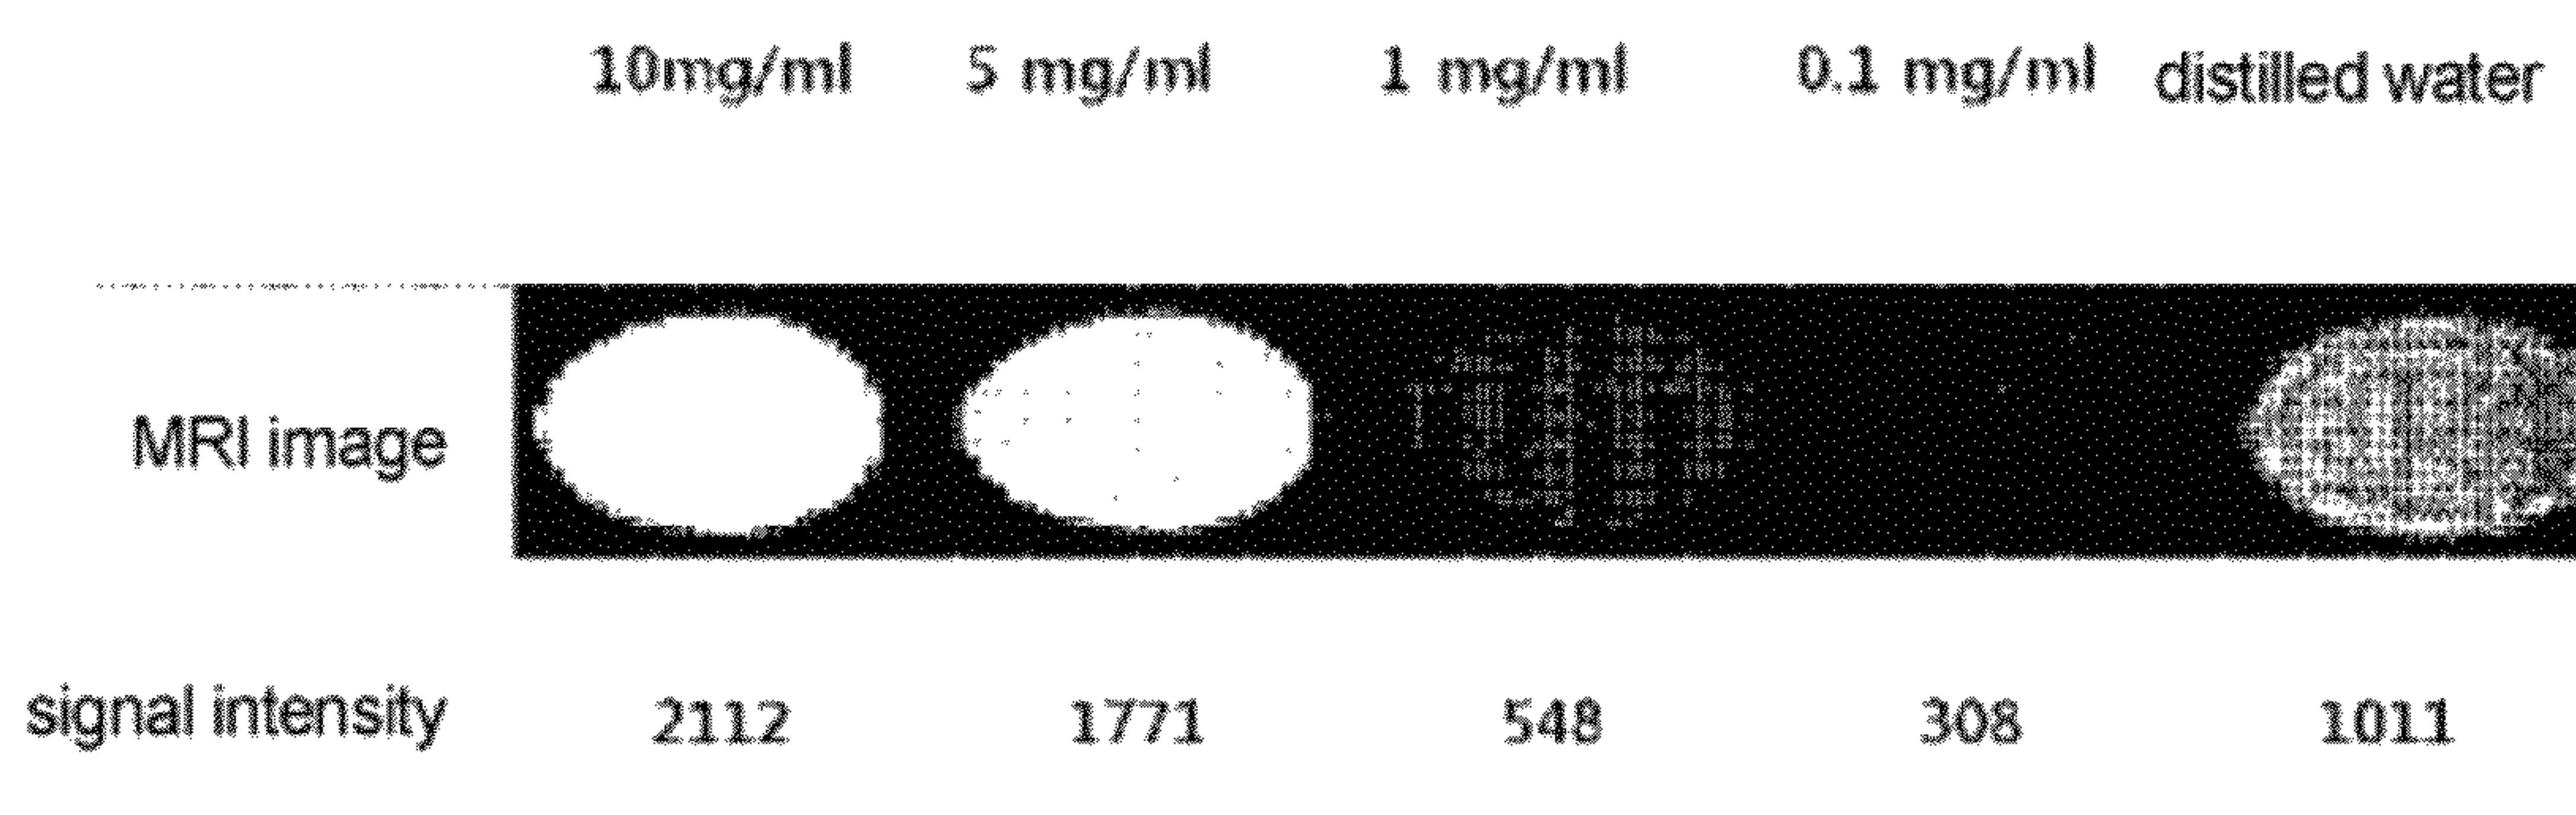 10mg/ml 5 mg/ml 1 mg/ml 0.1 mg/ml distilled water
MRI image
signal intensity 2112 1771 548 308 1011